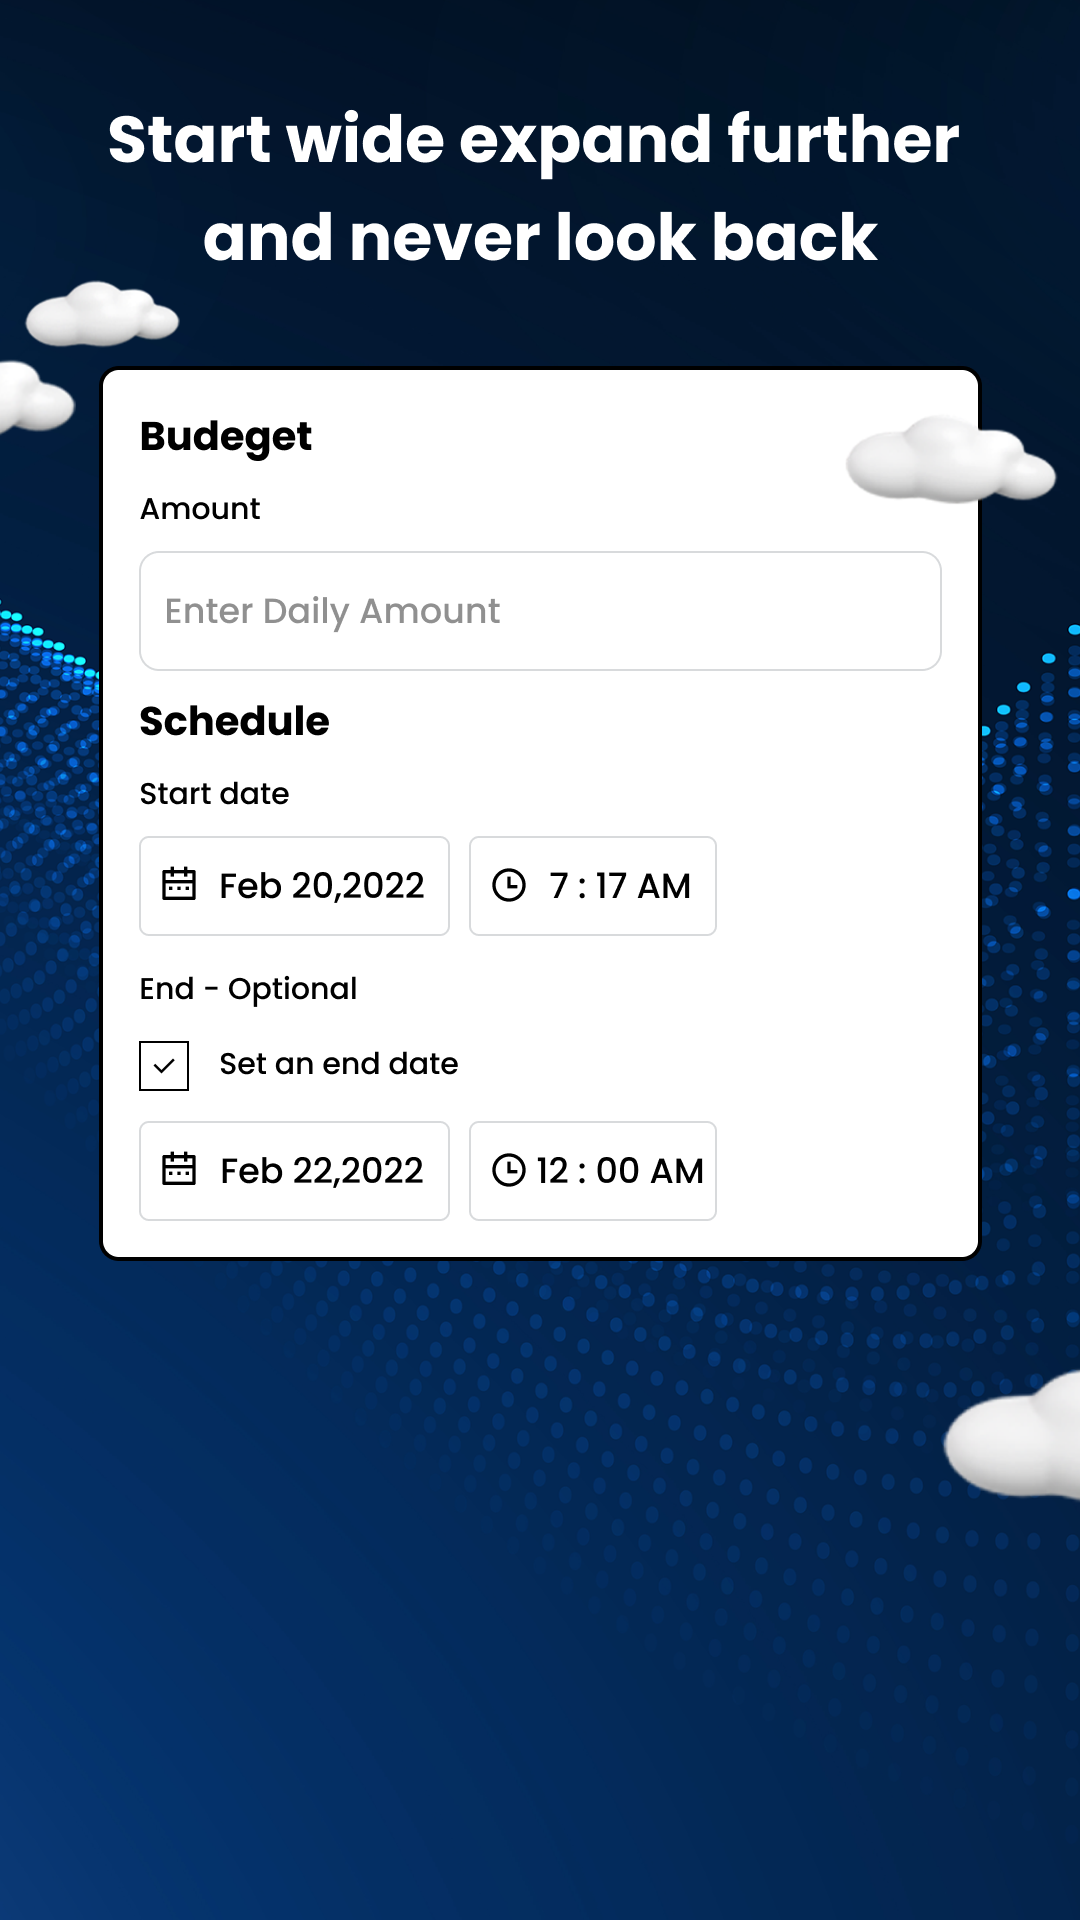 Start wide expand further
and never look back
Budeget
Amount
Enter Daily Amount
Schedule
Start date
Feb 20,2022 7 : 17 AM
End - Optional
Set an end date
Feb 22,2022 12 : 00 AM